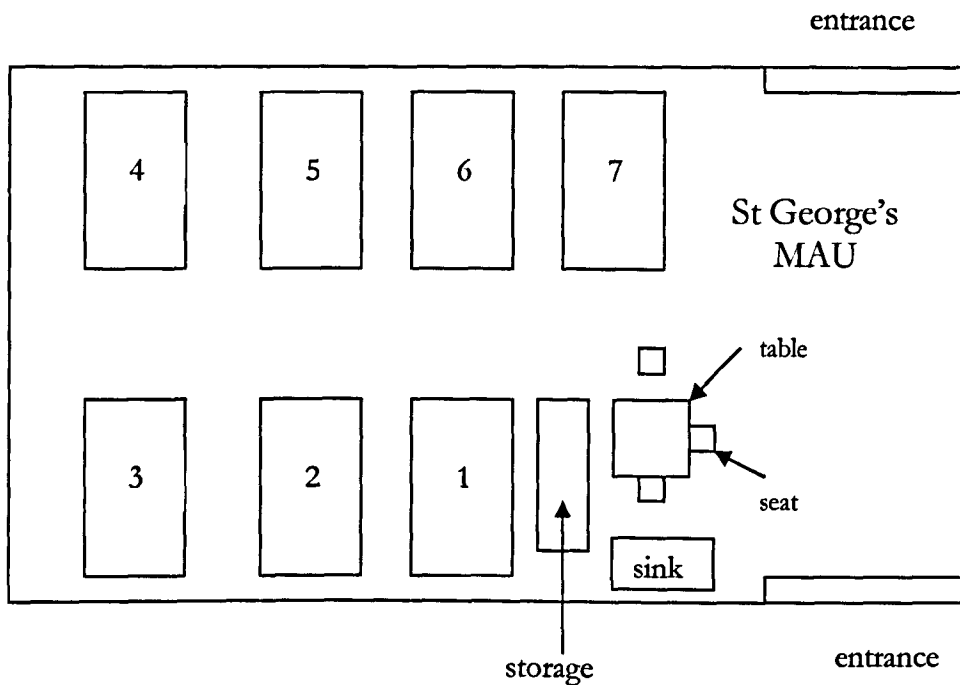 entrance
4
5
6
7
St George's
MAU
table
3
2
1
seat
sink
storage
entrance